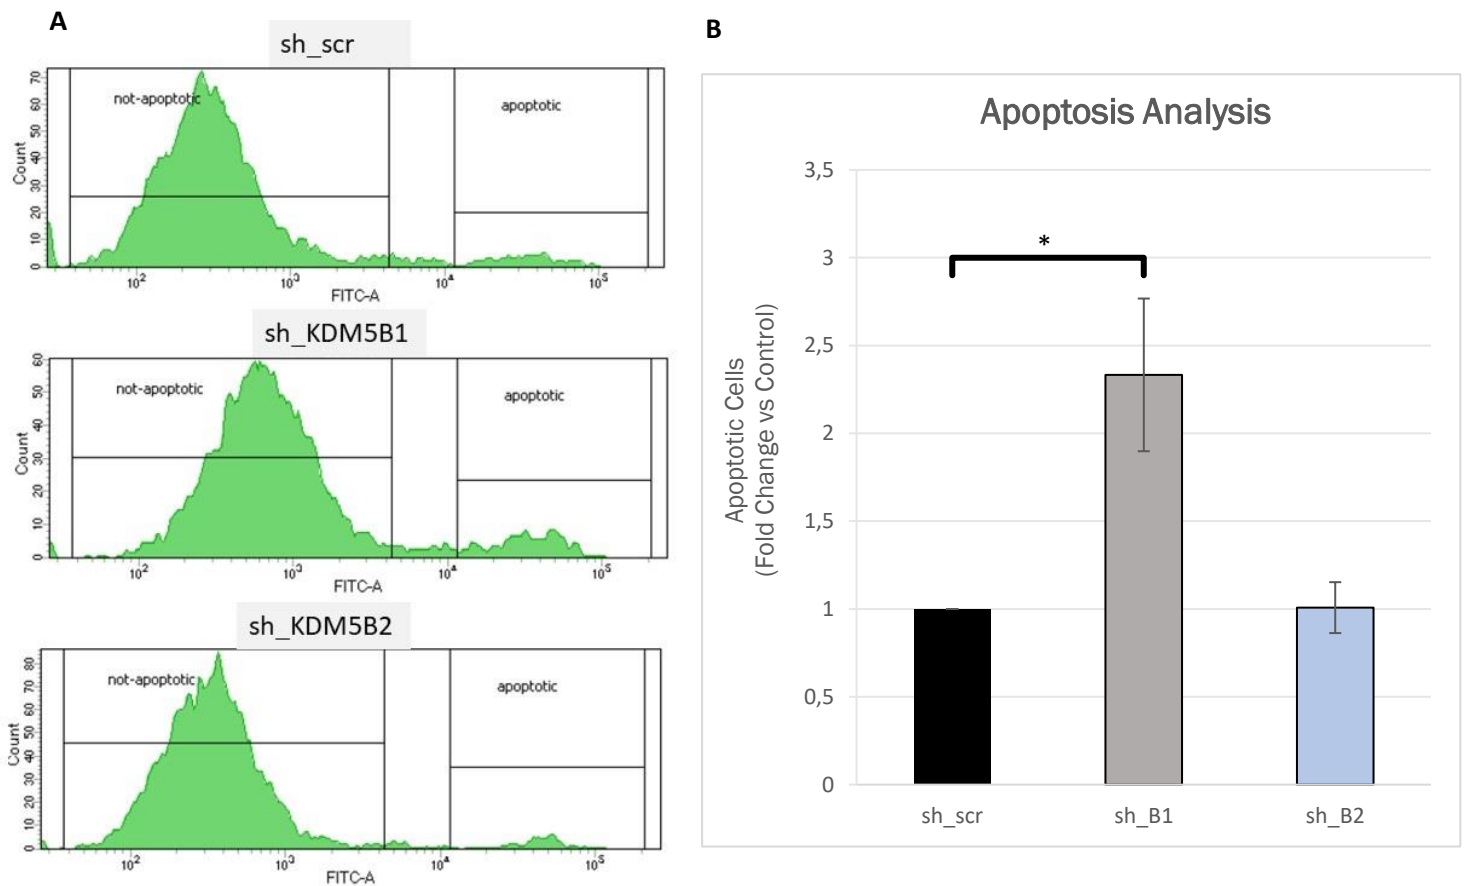 A
sh_scr
not-apoptotic
apoptotic
Count
0 10 20 30 40 50 60 70
10² 10³ 10⁴ 10⁵
FITC-A
sh_KDM5B1
not-apoptotic
apoptotic
Count
0 10 20 30 40 50 60
10² 10³ 10⁴ 10⁵
FITC-A
sh_KDM5B2
not-apoptotic
apoptotic
Count
0 10 20 30 40 50 60 70 80
10² 10³ 10⁴ 10⁵
FITC-A
B
Apoptosis Analysis
Apoptotic Cells
(Fold Change vs Control)
3,5
3
2,5
2
1,5
1
0,5
0
*
sh_scr sh_B1 sh_B2